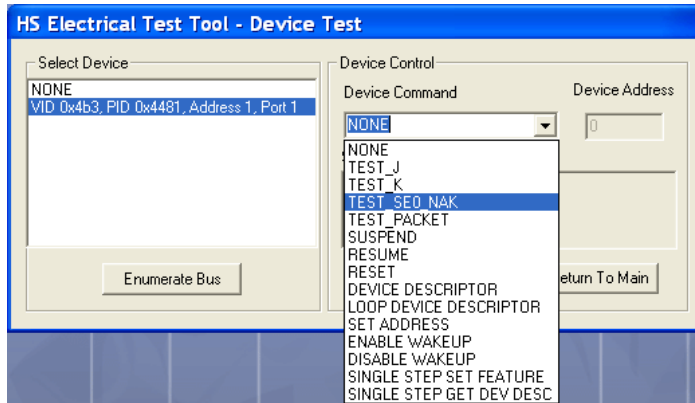 HS Electrical Test Tool - Device Test
Select Device
NONE
VID 0x4b3, PID 0x4481, Address 1, Port 1
Enumerate Bus
Device Control
Device Command
Device Address
NONE
0
NONE
TEST_J
TEST_K
TEST_SE0_NAK
TEST_PACKET
SUSPEND
RESUME
RESET
DEVICE DESCRIPTOR
LOOP DEVICE DESCRIPTOR
SET ADDRESS
ENABLE WAKEUP
DISABLE WAKEUP
SINGLE STEP SET FEATURE
SINGLE STEP GET DEV DESC
eturn To Main